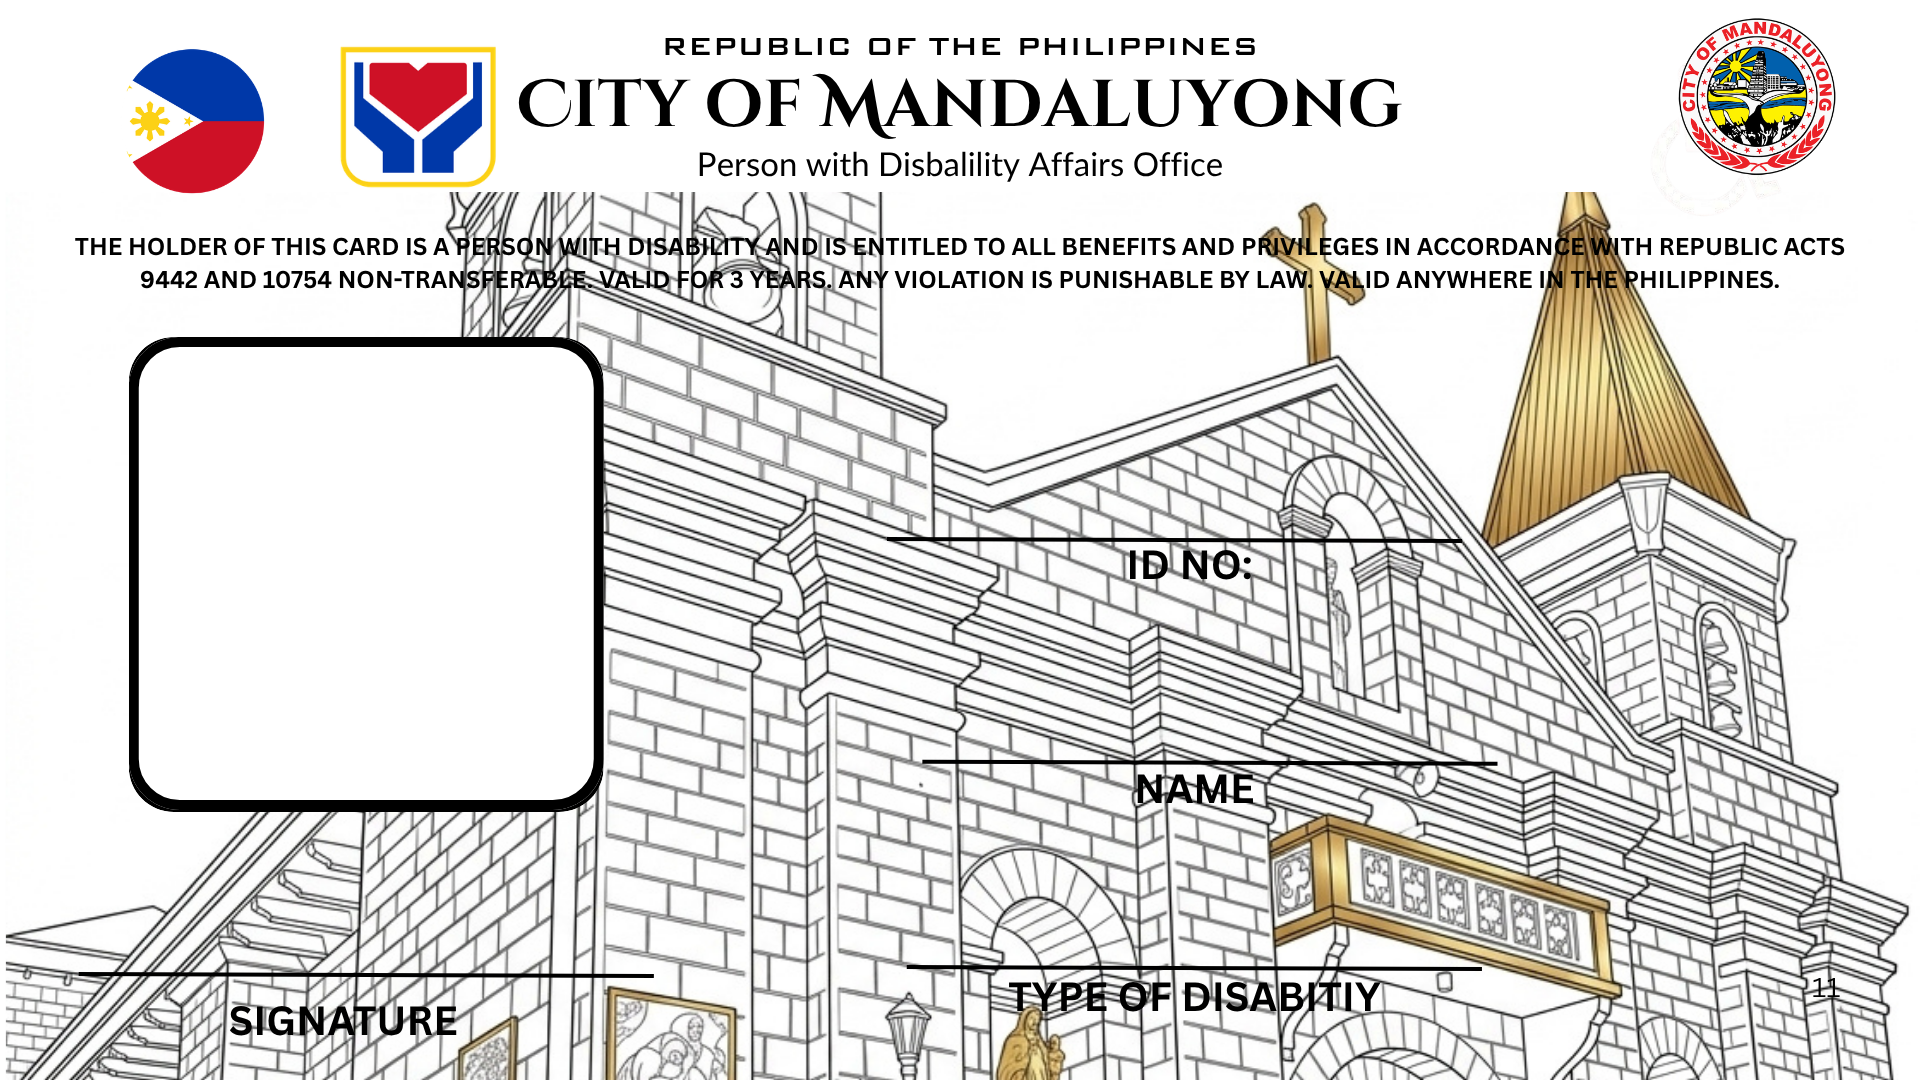 REPUBLIC OF THE PHILIPPINES
CITY OF MANDALUYONG
Person with Disbalility Affairs Office
CITY OF MANDALUYONG
THE HOLDER OF THIS CARD IS A PERSON WITH DISABILITY AND IS ENTITLED TO ALL BENEFITS AND PRIVILEGES IN ACCORDANCE WITH REPUBLIC ACTS
9442 AND 10754 NON-TRANSFERABLE. VALID FOR 3 YEARS. ANY VIOLATION IS PUNISHABLE BY LAW. VALID ANYWHERE IN THE PHILIPPINES.
ID NO:
NAME
TYPE OF DISABITIY
11
SIGNATURE